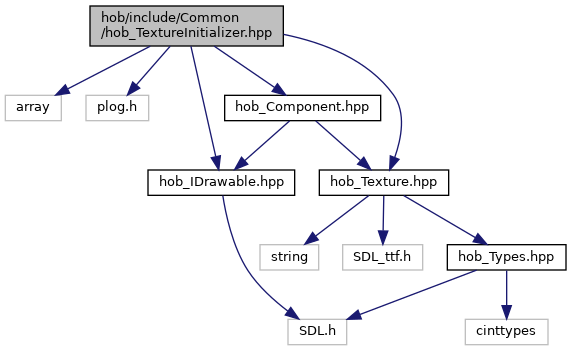 hob/include/Common
/hob_TextureInitializer.hpp
array
plog.h
hob_Component.hpp
hob_IDrawable.hpp
hob_Texture.hpp
string
SDL_ttf.h
hob_Types.hpp
SDL.h
cinttypes